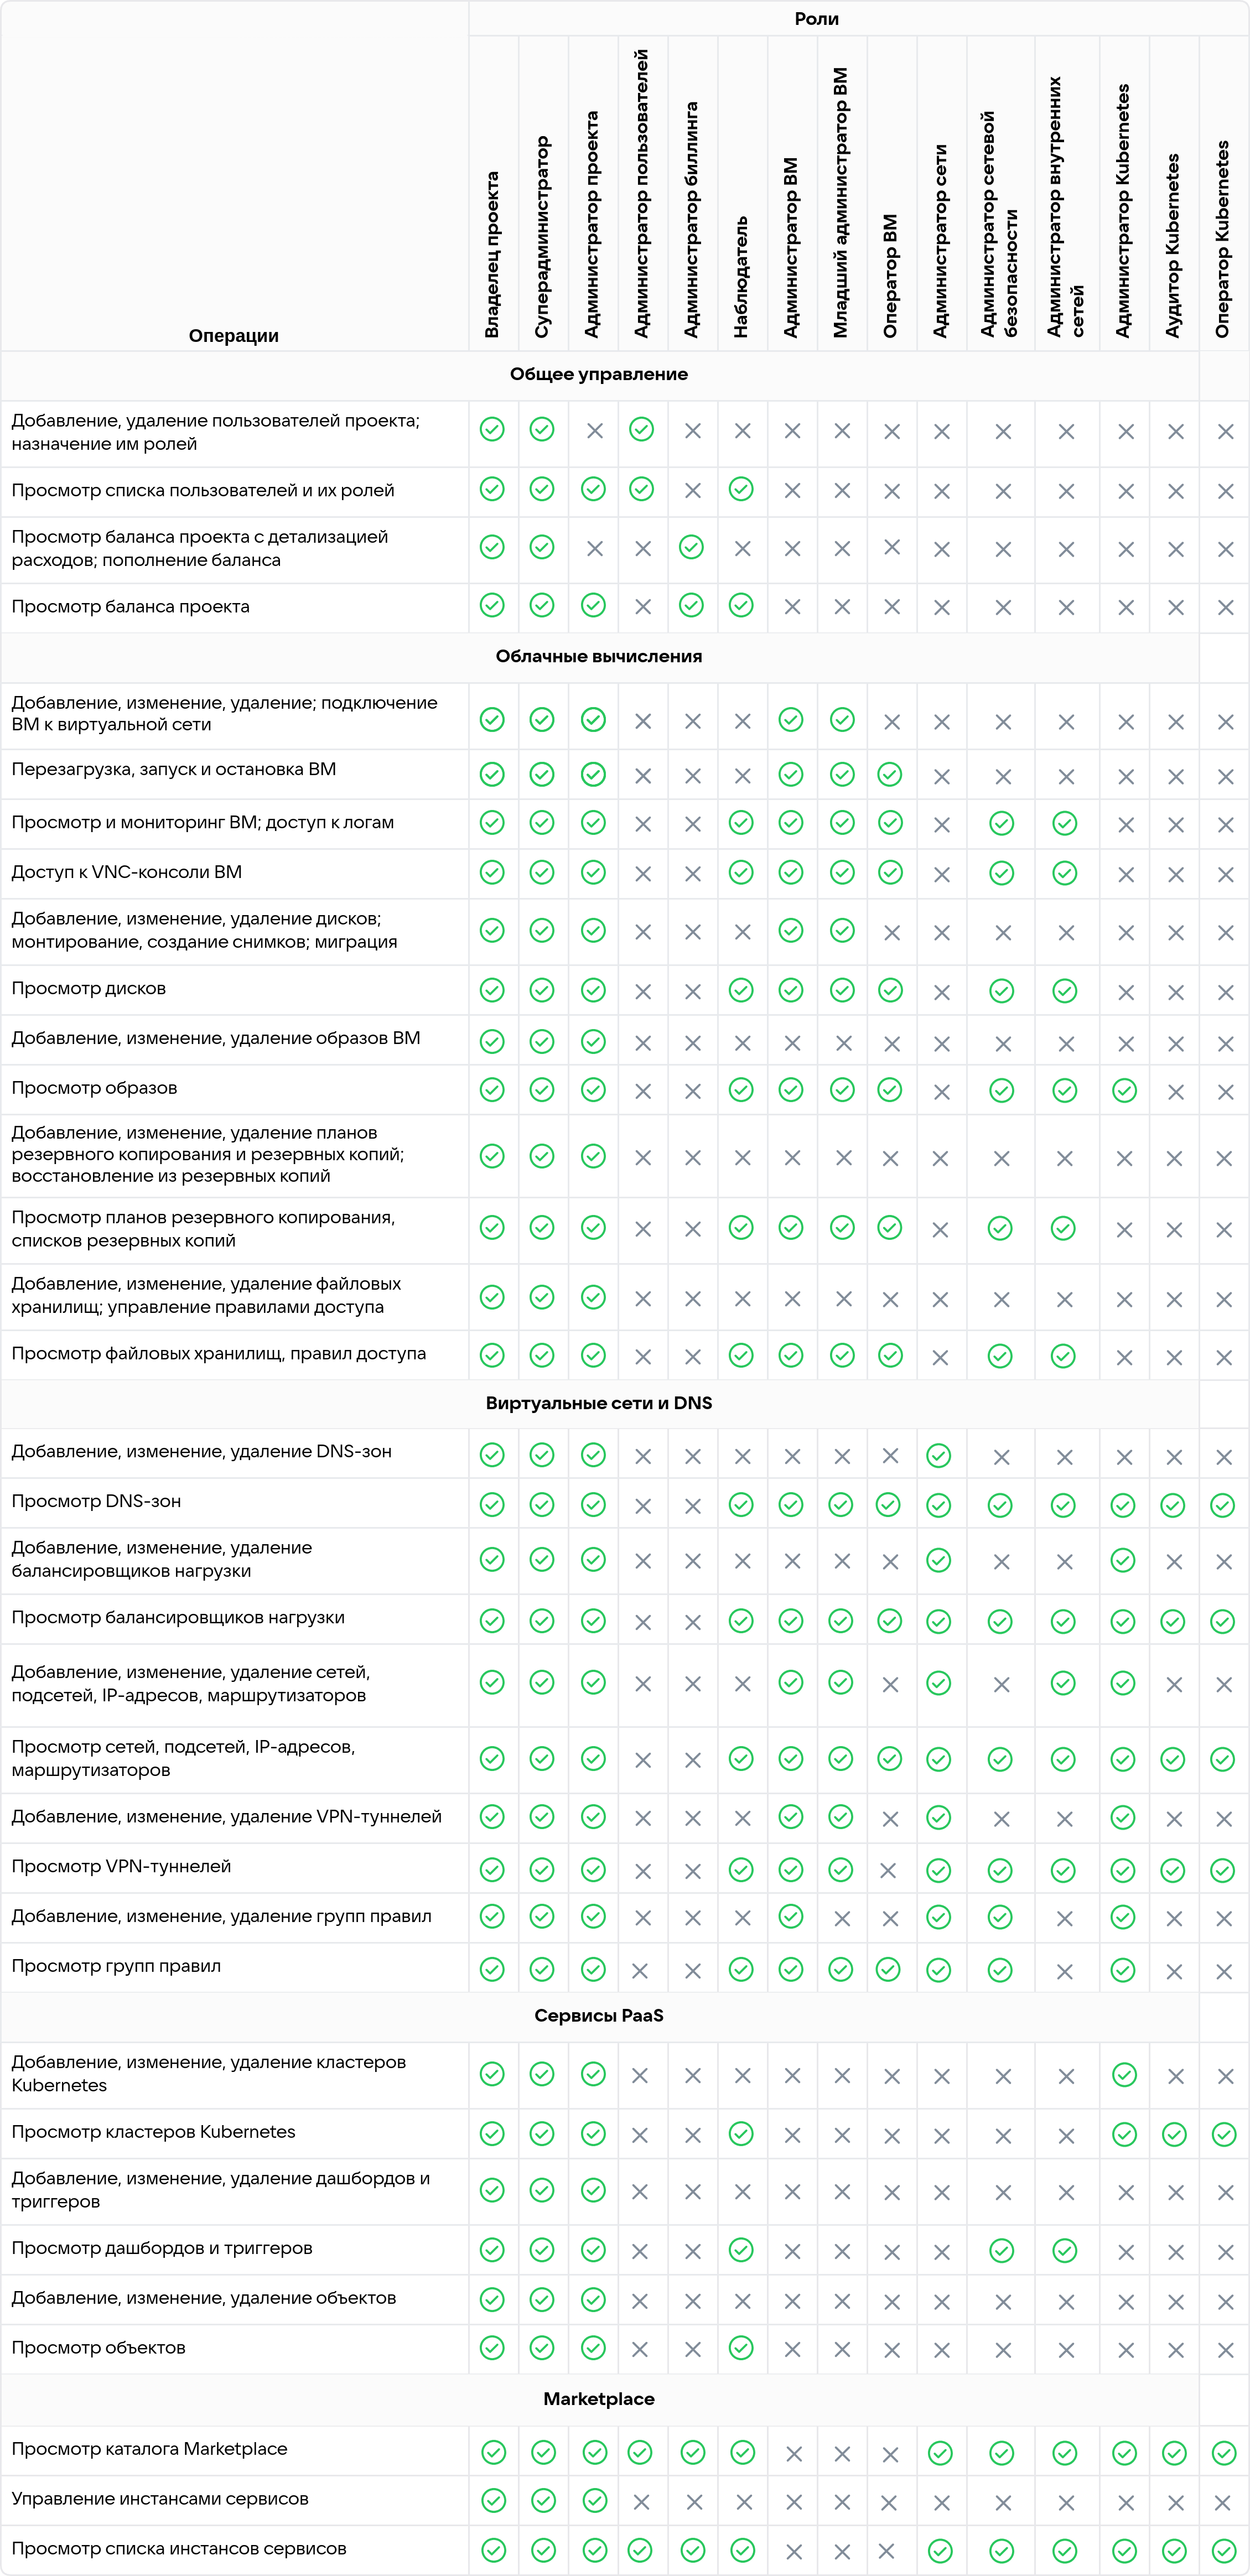 Роли
Операции
Владелец проекта
Суперадминистратор
Администратор проекта
Администратор пользователей
Администратор биллинга
Наблюдатель
Администратор ВМ
Младший администратор ВМ
Оператор ВМ
Администратор сети
Администратор сетевой
безопасности
Администратор внутренних
сетей
Администратор Kubernetes
Аудитор Kubernetes
Оператор Kubernetes
Общее управление
Добавление, удаление пользователей проекта;
назначение им ролей
Просмотр списка пользователей и их ролей
Просмотр баланса проекта с детализацией
расходов; пополнение баланса
Просмотр баланса проекта
Облачные вычисления
Добавление, изменение, удаление; подключение
ВМ к виртуальной сети
Перезагрузка, запуск и остановка ВМ
Просмотр и мониторинг ВМ; доступ к логам
Доступ к VNC-консоли ВМ
Добавление, изменение, удаление дисков;
монтирование, создание снимков; миграция
Просмотр дисков
Добавление, изменение, удаление образов ВМ
Просмотр образов
Добавление, изменение, удаление планов
резервного копирования и резервных копий;
восстановление из резервных копий
Просмотр планов резервного копирования,
списков резервных копий
Добавление, изменение, удаление файловых
хранилищ; управление правилами доступа
Просмотр файловых хранилищ, правил доступа
Виртуальные сети и DNS
Добавление, изменение, удаление DNS-зон
Просмотр DNS-зон
Добавление, изменение, удаление
балансировщиков нагрузки
Просмотр балансировщиков нагрузки
Добавление, изменение, удаление сетей,
подсетей, IP-адресов, маршрутизаторов
Просмотр сетей, подсетей, IP-адресов,
маршрутизаторов
Добавление, изменение, удаление VPN-туннелей
Просмотр VPN-туннелей
Добавление, изменение, удаление групп правил
Просмотр групп правил
Сервисы PaaS
Добавление, изменение, удаление кластеров
Kubernetes
Просмотр кластеров Kubernetes
Добавление, изменение, удаление дашбордов и
триггеров
Просмотр дашбордов и триггеров
Добавление, изменение, удаление объектов
Просмотр объектов
Marketplace
Просмотр каталога Marketplace
Управление инстансами сервисов
Просмотр списка инстансов сервисов